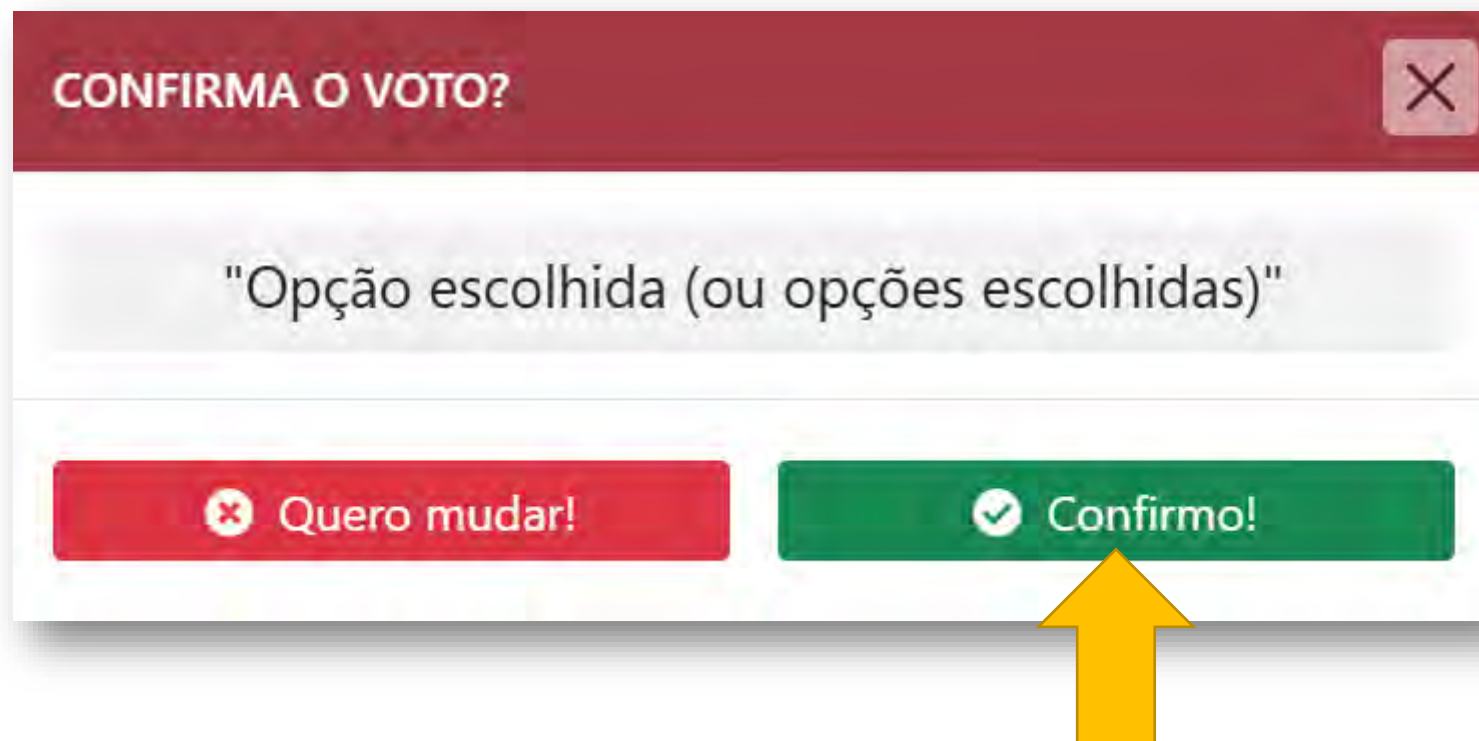 CONFIRMA O VOTO?
"Opção escolhida (ou opções escolhidas)"
Quero mudar!
Confirmo!